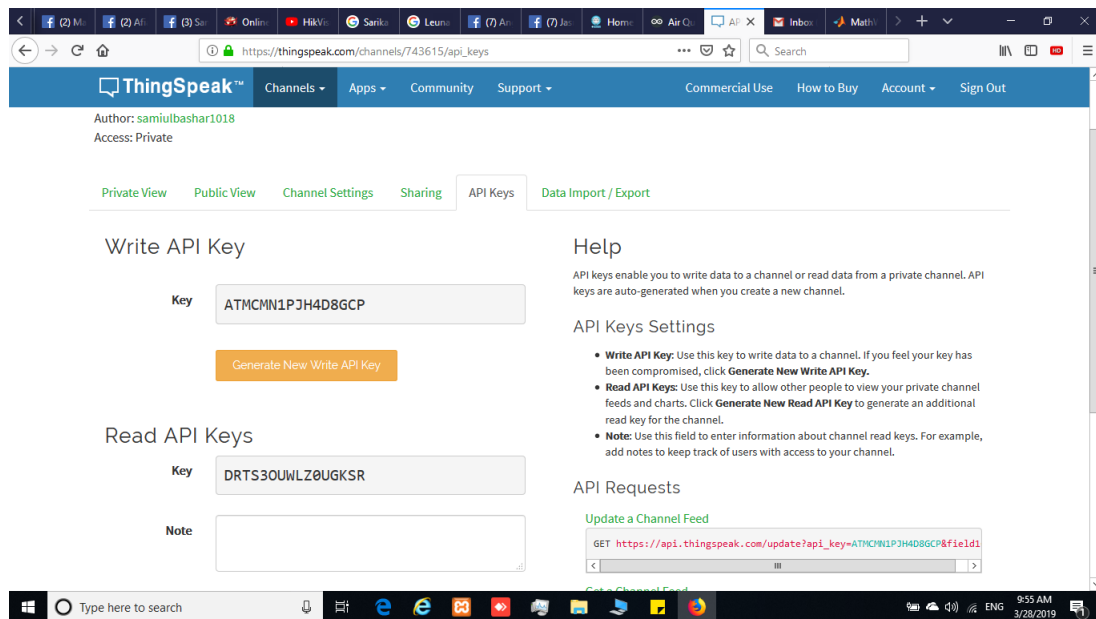 (2) Ma
(2) Afi
(3) Sar
Online
HikVis
Sarika
Leuna
(7) An
(7) Jas
Home
Air Qu
AP
Inbox
MathW
https://thingspeak.com/channels/743615/api_keys
Search
HD
ThingSpeak™
Channels
Apps
Community
Support
Commercial Use
How to Buy
Account
Sign Out
Author: samiulbashar1018
Access: Private
Private View
Public View
Channel Settings
Sharing
API Keys
Data Import / Export
Write API Key
Key
ATMCMN1PJH4D8GCP
Generate New Write API Key
Read API Keys
Key
DRTS3OUWLZ0UGKSR
Note
Help
API keys enable you to write data to a channel or read data from a private channel. API
keys are auto-generated when you create a new channel.
API Keys Settings
• Write API Key: Use this key to write data to a channel. If you feel your key has
been compromised, click Generate New Write API Key.
• Read API Keys: Use this key to allow other people to view your private channel
feeds and charts. Click Generate New Read API Key to generate an additional
read key for the channel.
• Note: Use this field to enter information about channel read keys. For example,
add notes to keep track of users with access to your channel.
API Requests
Update a Channel Feed
GET https://api.thingspeak.com/update?api_key=ATMCMN1PJH4D8GCP&field1
Get a Channel Feed
Type here to search
ENG
9:55 AM
3/28/2019